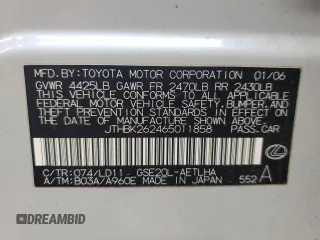 MFD.BY: TOYOTA MOTOR CORPORATION 01/06
GVWR 4425LB GAWR FR 2470LB RR 2430LB
THIS VEHICLE CONFORMS TO ALL APPLICABLE
FEDERAL MOTOR VEHICLE SAFETY, BUMPER,
AND THEFT PREVENTION STANDARDS IN EFFECT ON
THE DATE OF MANUFACTURE SHOWN ABOVE.
JTHBK262465011858 PASS.CAR
C/TR: 074/LD11 GSE20L-AETLHA
A/TM: B03A/A960E MADE IN JAPAN 552 A
© DREAMBID DREAMBID.COM